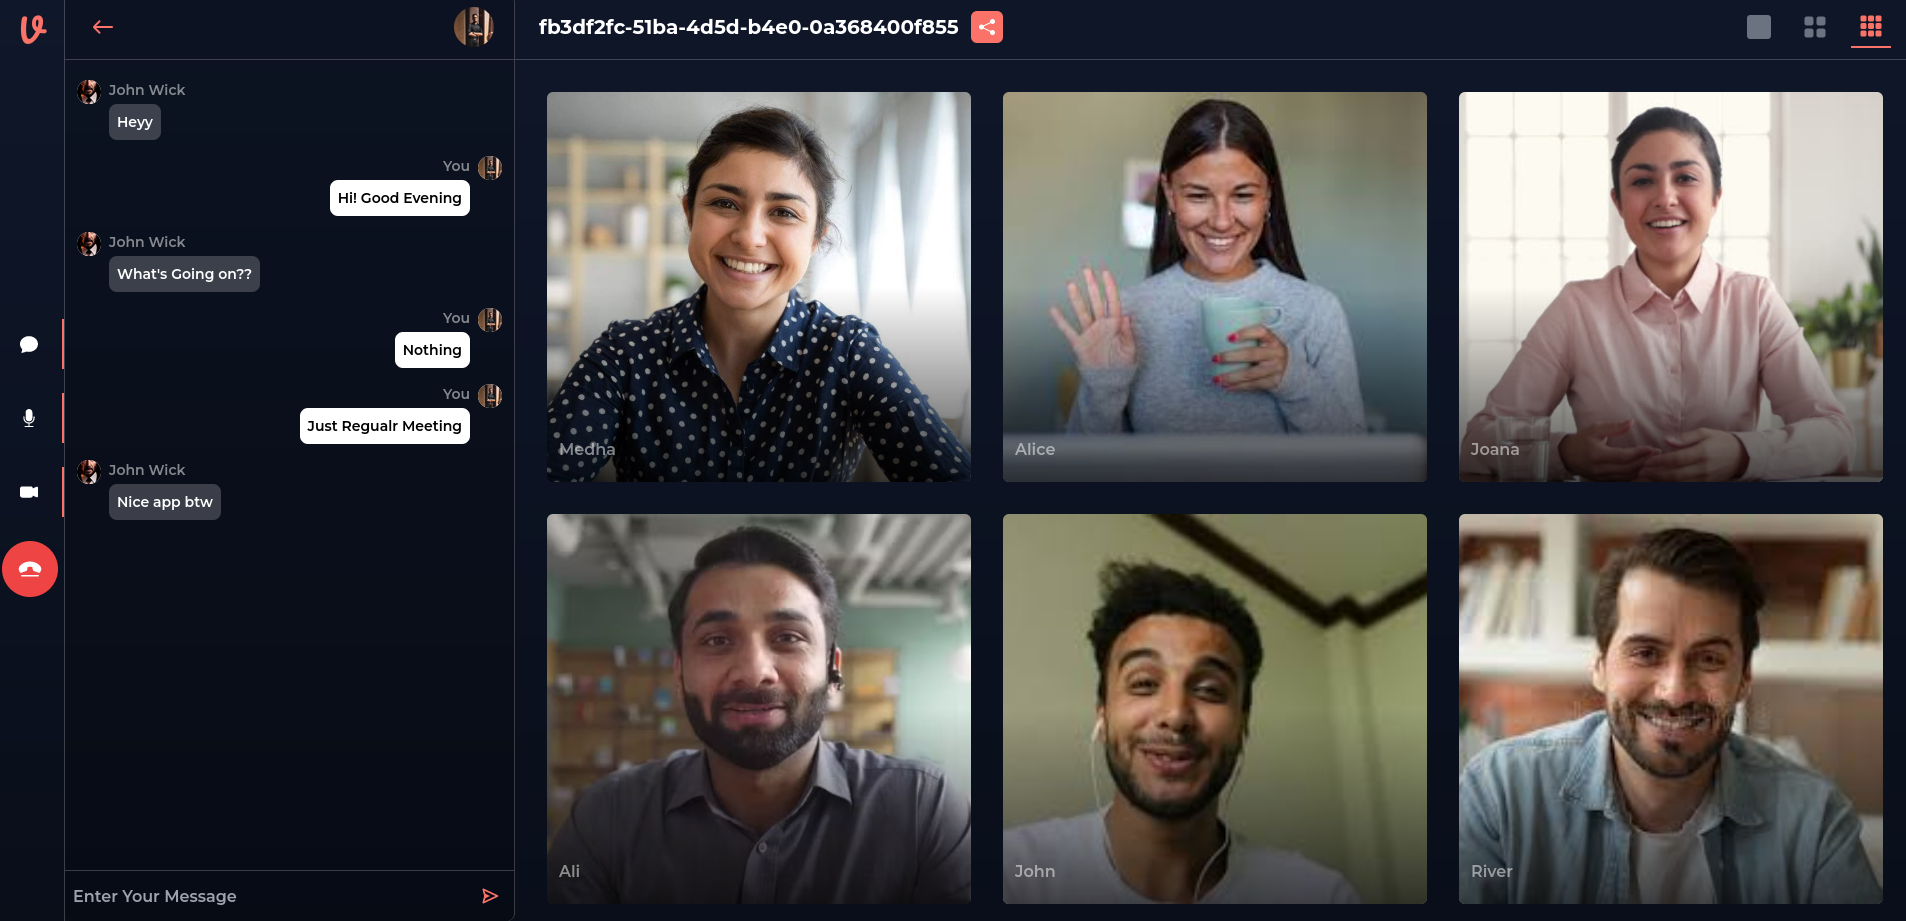 fb3df2fc-51ba-4d5d-b4e0-0a368400f855
John Wick
Heyy
You
Hi! Good Evening
John Wick
What's Going on??
You
Nothing
You
Just Regualr Meeting
John Wick
Nice app btw
Enter Your Message
Medha
Alice
Joana
Ali
John
River